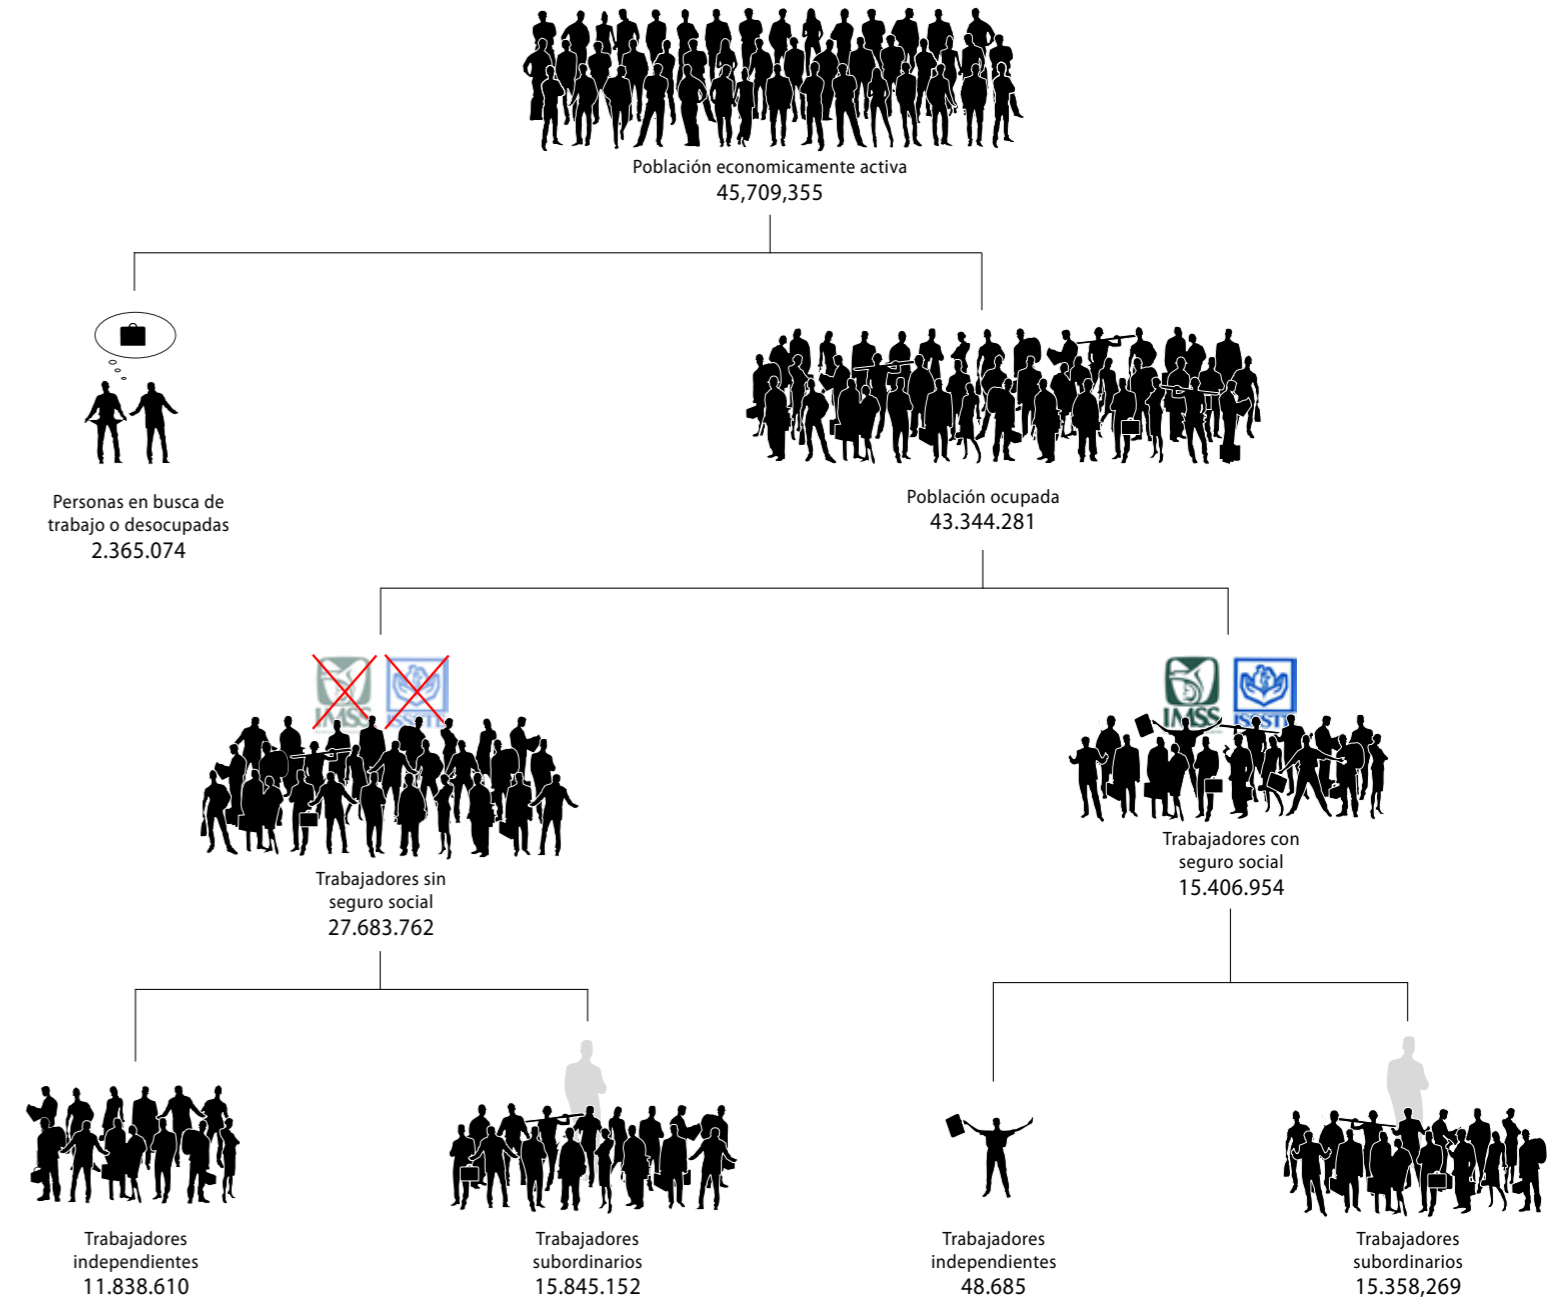 Población economicamente activa
45,709,355
Personas en busca de
trabajo o desocupadas
2.365.074
Población ocupada
43.344.281
IMSS
ISSSTE
Trabajadores sin
seguro social
27.683.762
IMSS
ISSSTE
Trabajadores con
seguro social
15.406.954
Trabajadores
independientes
11.838.610
Trabajadores
subordinarios
15.845.152
Trabajadores
independientes
48.685
Trabajadores
subordinarios
15.358,269